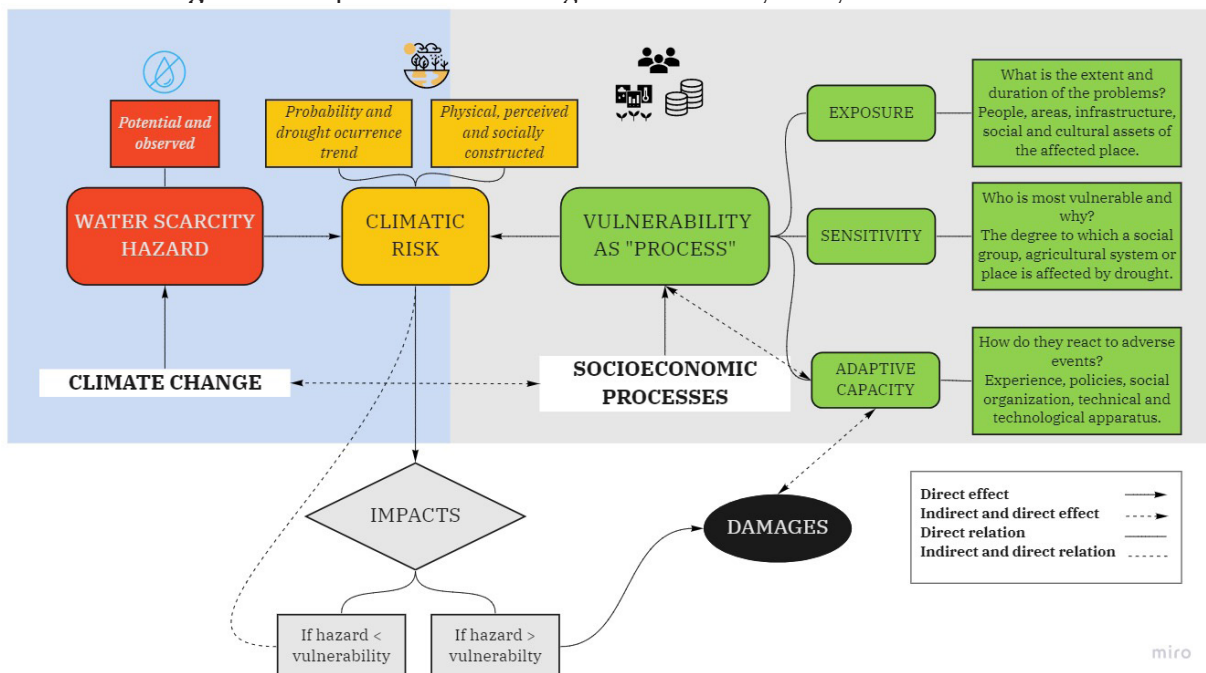 Potential and
observed
Probability and
drought ocurrence
trend
Physical, perceived
and socially
constructed
EXPOSURE
What is the extent and
duration of the problems?
People, areas, infrastructure,
social and cultural assets of
the affected place.
WATER SCARCITY
HAZARD
CLIMATIC
RISK
VULNERABILITY
AS "PROCESS"
SENSITIVITY
Who is most vulnerable and
why?
The degree to which a social
group, agricultural system or
place is affected by drought.
CLIMATE CHANGE
SOCIOECONOMIC
PROCESSES
ADAPTIVE
CAPACITY
How do they react to adverse
events?
Experience, policies, social
organization, technical and
technological apparatus.
IMPACTS
DAMAGES
Direct effect
Indirect and direct effect
Direct relation
Indirect and direct relation
If hazard <
vulnerability
If hazard >
vulnerabilty
miro